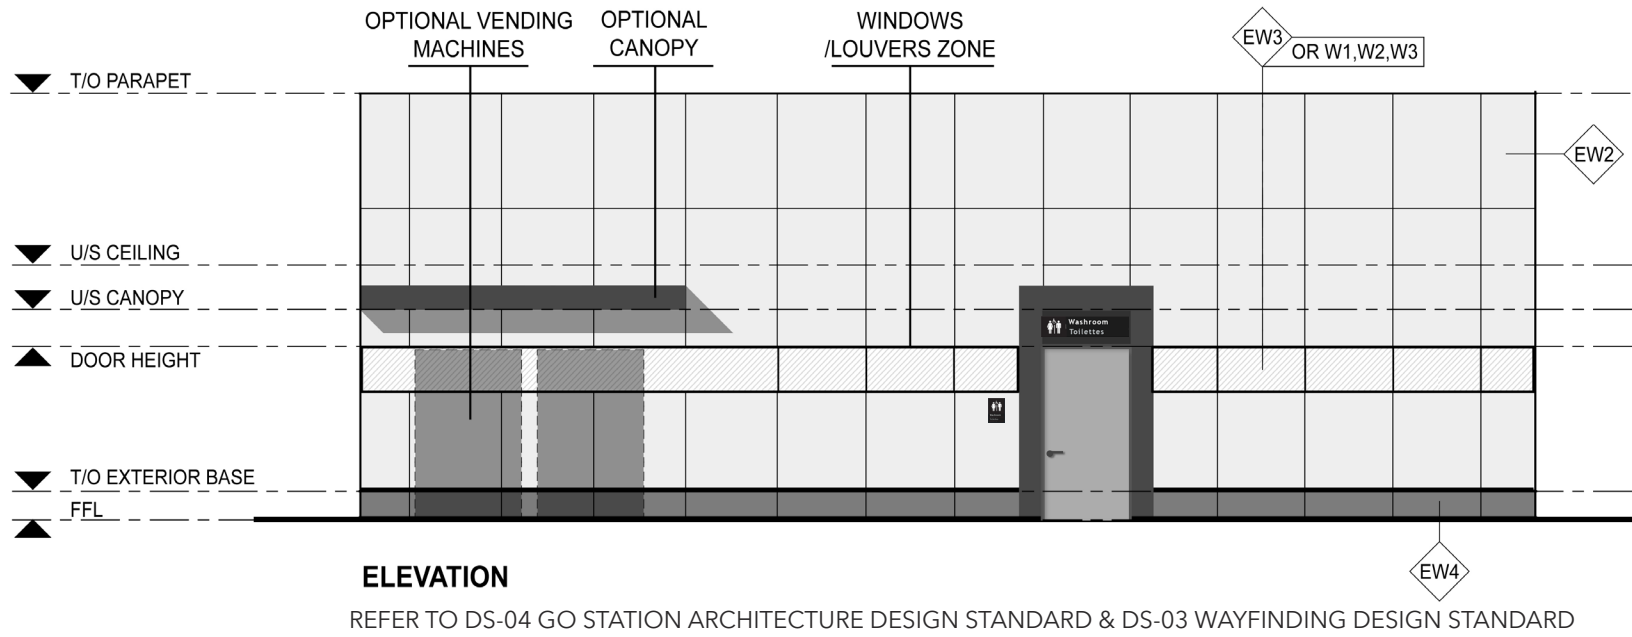 OPTIONAL VENDING
MACHINES
OPTIONAL
CANOPY
WINDOWS
/LOUVERS ZONE
EW3
OR W1,W2,W3
T/O PARAPET
EW2
U/S CEILING
U/S CANOPY
Washroom
Toilettes
DOOR HEIGHT
T/O EXTERIOR BASE
FFL
EW4
ELEVATION
REFER TO DS-04 GO STATION ARCHITECTURE DESIGN STANDARD & DS-03 WAYFINDING DESIGN STANDARD